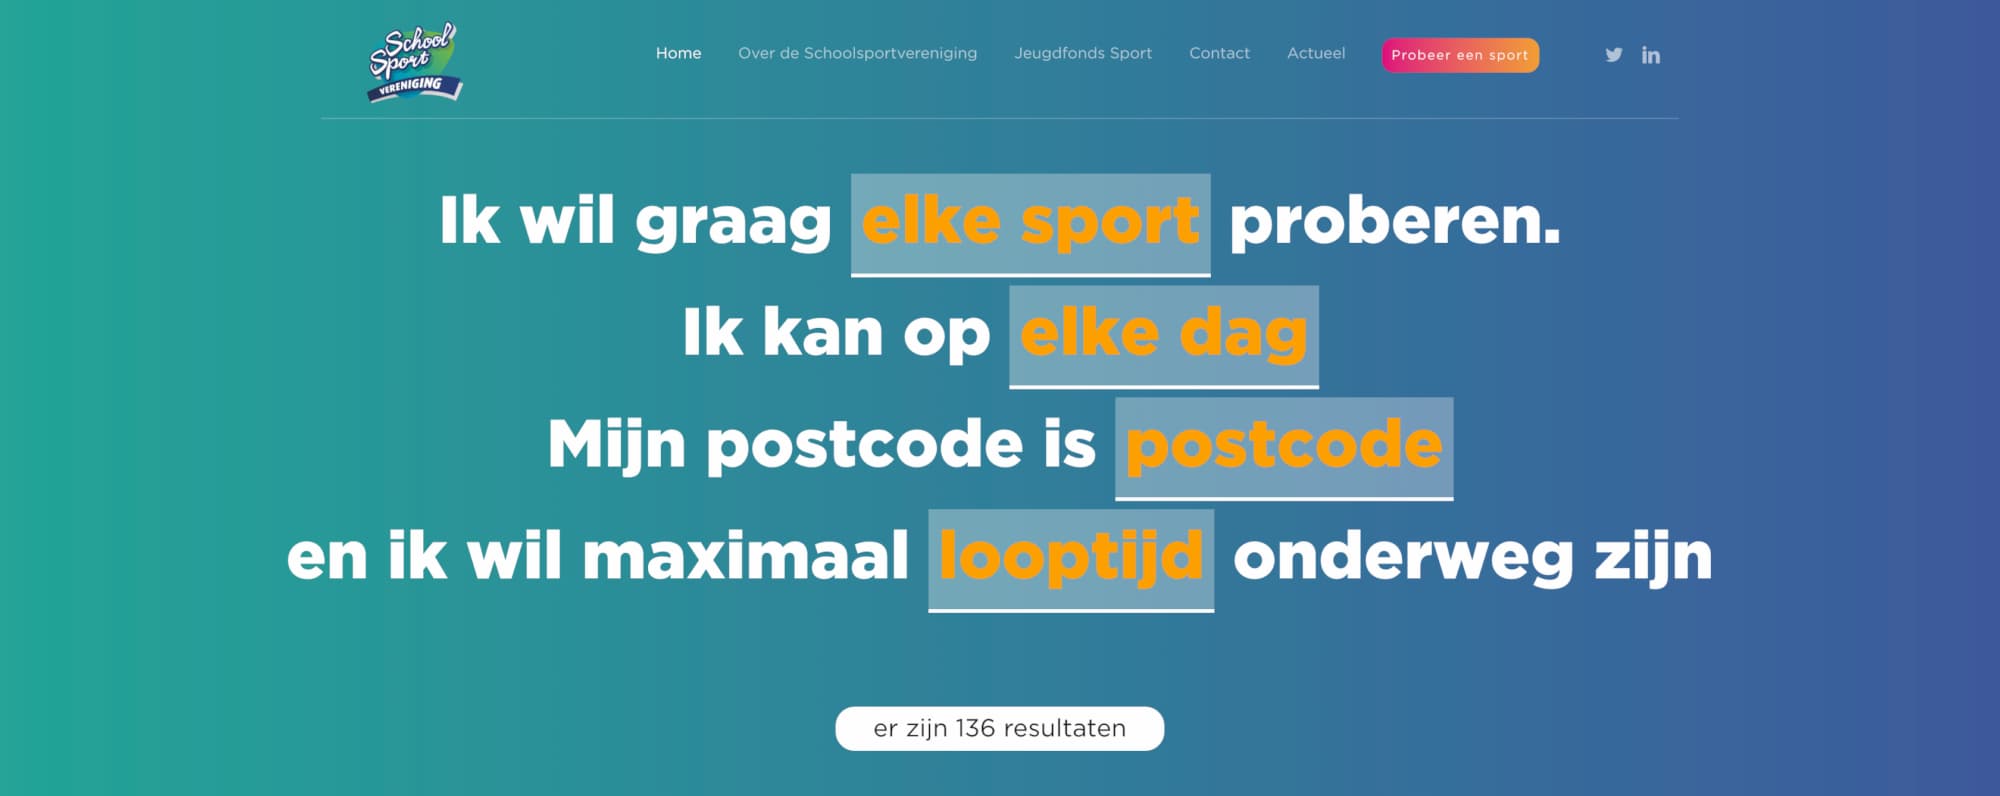 School
Sport
VERENIGING
Home Over de Schoolsportvereniging Jeugdfonds Sport Contact Actueel Probeer een sport
Ik wil graag elke sport proberen.
Ik kan op elke dag
Mijn postcode is postcode
en ik wil maximaal looptijd onderweg zijn
er zijn 136 resultaten